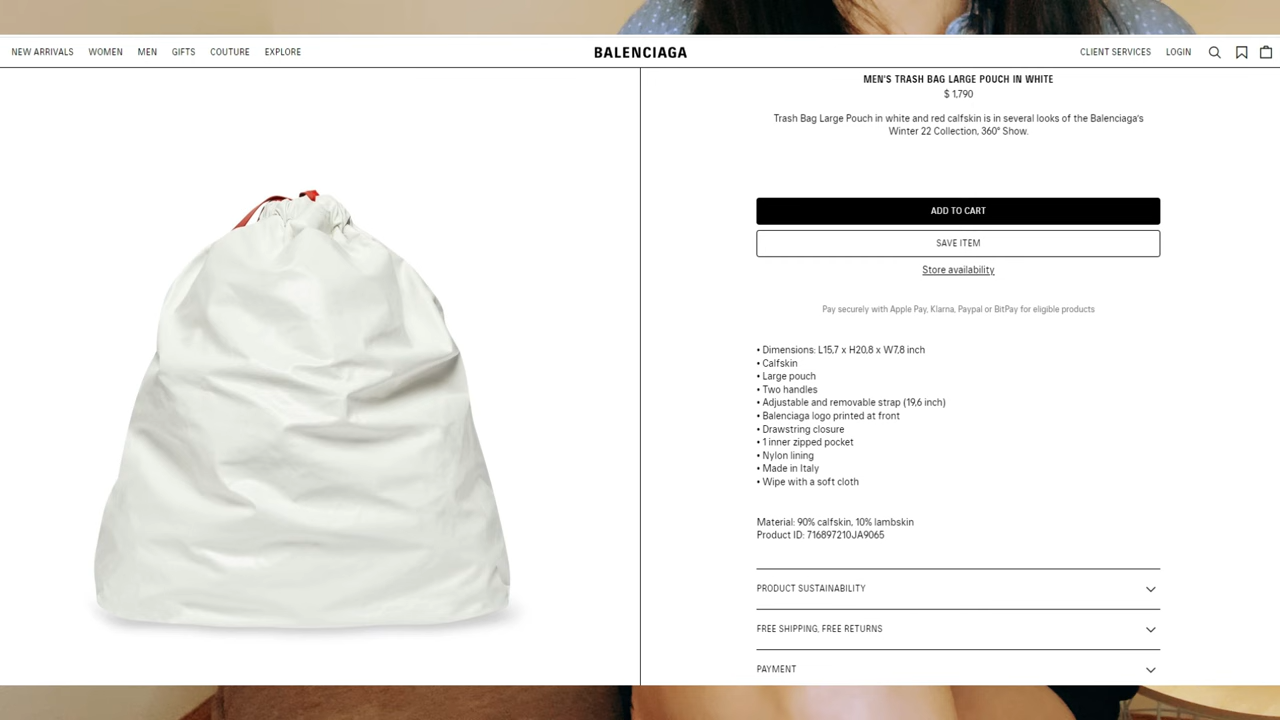 NEW ARRIVALS WOMEN MEN GIFTS COUTURE EXPLORE BALENCIAGA CLIENT SERVICES LOGIN
MEN'S TRASH BAG LARGE POUCH IN WHITE
$ 1,790
Trash Bag Large Pouch in white and red calfskin is in several looks of the Balenciaga's
Winter 22 Collection, 360° Show.
ADD TO CART
SAVE ITEM
Store availability
Pay securely with Apple Pay, Klarna, Paypal or BitPay for eligible products
• Dimensions: L15,7 x H20,8 x W7,8 inch
• Calfskin
• Large pouch
• Two handles
• Adjustable and removable strap (19,6 inch)
• Balenciaga logo printed at front
• Drawstring closure
• 1 inner zipped pocket
• Nylon lining
• Made in Italy
• Wipe with a soft cloth
Material: 90% calfskin, 10% lambskin
Product ID: 716897210JA9065
PRODUCT SUSTAINABILITY
FREE SHIPPING, FREE RETURNS
PAYMENT